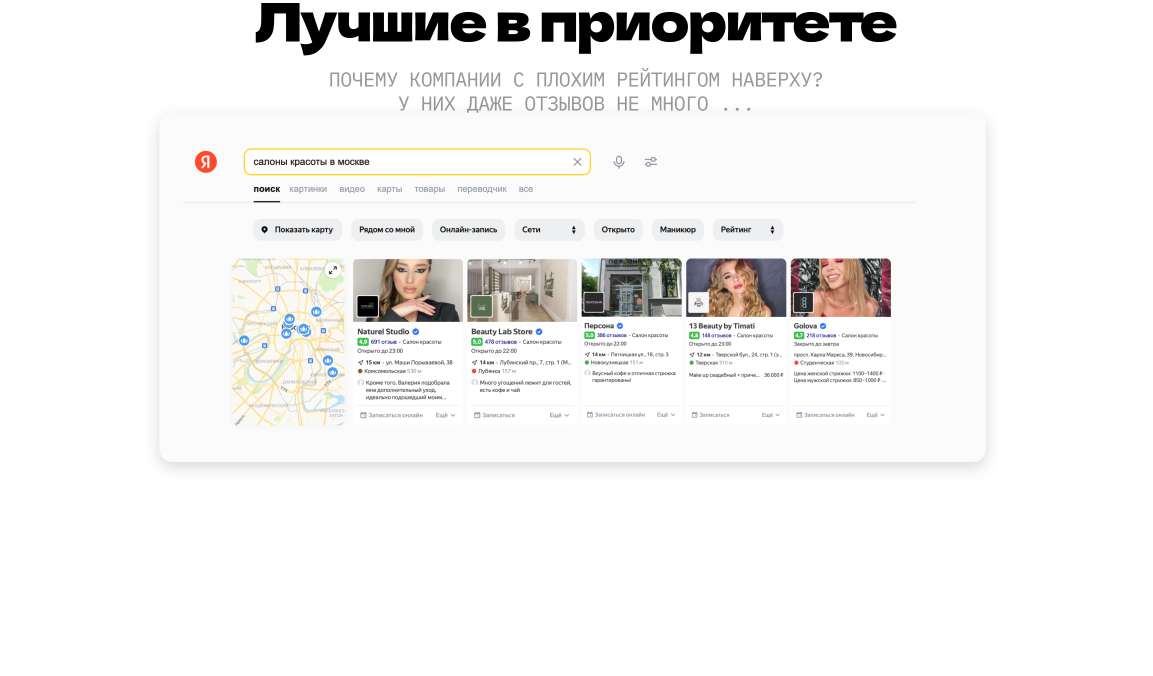 Лучшие в приоритете
ПОЧЕМУ КОМПАНИИ С ПЛОХИМ РЕЙТИНГОМ НАВЕРХУ?
У НИХ ДАЖЕ ОТЗЫВОВ НЕ МНОГО ...
Я
салоны красоты в москве
поиск картинки видео карты товары переводчик все
Показать карту Рядом со мной Онлайн-запись Сети Открыто Маникюр Рейтинг
Naturel Studio
4,9 691 отзыв • Салон красоты
Открыто до 23:00
15 км • ул. Маши Порываевой, 38
Комсомольская 530 м
Кроме того, Валерия подобрала
мне дополнительный уход,
идеально подошедший моим...
Записаться онлайн Ещё
Beauty Lab Store
5,0 478 отзывов • Салон красоты
Открыто до 22:00
14 км • Лубянский пр., 7, стр. 1 (М...
Лубянка 157 м
Много угощений лежит для гостей,
есть кофе и чай
Записаться Ещё
Персона
5,0 386 отзывов • Салон красоты
Открыто до 22:00
14 км • Пятницкая ул., 16, стр. 3
Новокузнецкая 151 м
Вкусный кофе и отличная стрижка
гарантированы!
Записаться онлайн Ещё
13 Beauty by Timati
4,8 148 отзывов • Салон красоты
Открыто до 23:00
12 км • Тверской бул., 24, стр. 1 (э...
Тверская 310 м
Make up свадебный + приче... 36 000 ₽
Записаться Ещё
Golova
4,7 218 отзывов • Салон красоты
Закрыто до завтра
просп. Карла Маркса, 39, Новосибир...
Студенческая 105 м
Цена женской стрижки: 1100–1400 ₽ •
Цена мужской стрижки: 850–1000 ₽ ...
Записаться онлайн Ещё